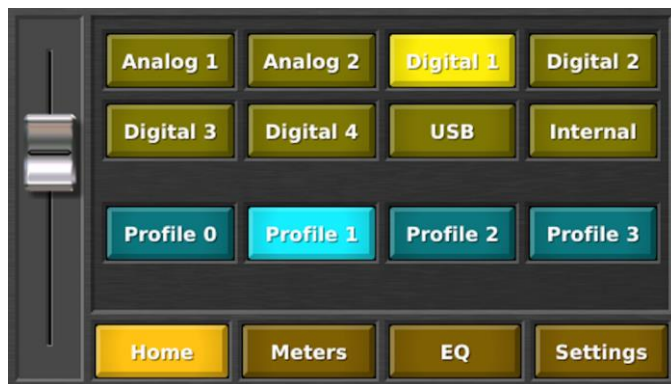 Analog 1 Analog 2 Digital 1 Digital 2
Digital 3 Digital 4 USB Internal
Profile 0 Profile 1 Profile 2 Profile 3
Home Meters EQ Settings